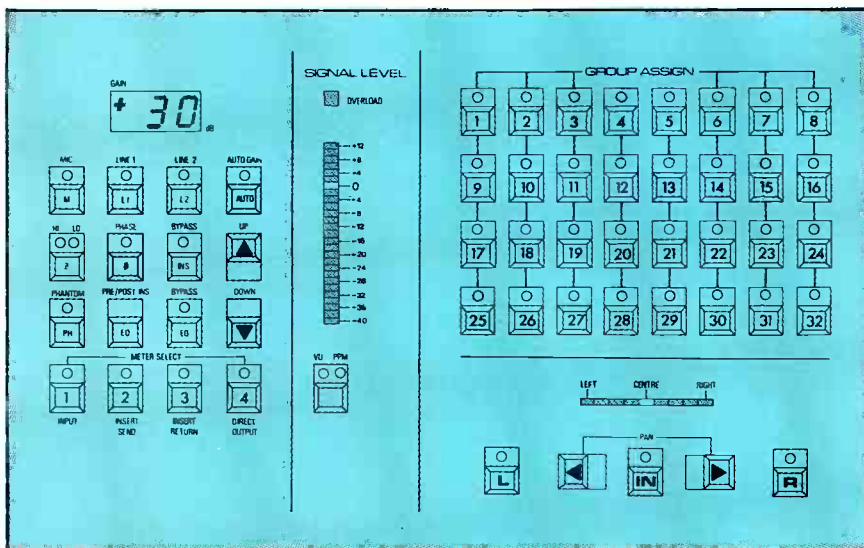 GAIN
+ 30 dB
MIC LINE 1 LINE 2 AUTO GAIN
M L1 L2 AUTO
HI LO PHASE BYPASS UP
Ø INS
PHANTOM PRE/POST INS BYPASS DOWN
PH EQ EQ
METER SELECT
1 2 3 4
INPUT INSERT SEND INSERT RETURN DIRECT OUTPUT
SIGNAL LEVEL
OVERLOAD
+12
+8
+4
0
-4
-8
-12
-16
-20
-24
-28
-32
-36
-40
VU PPM
GROUP ASSIGN
1 2 3 4 5 6 7 8
9 10 11 12 13 14 15 16
17 18 19 20 21 22 23 24
25 26 27 28 29 30 31 32
LEFT CENTRE RIGHT
PAN
L IN R